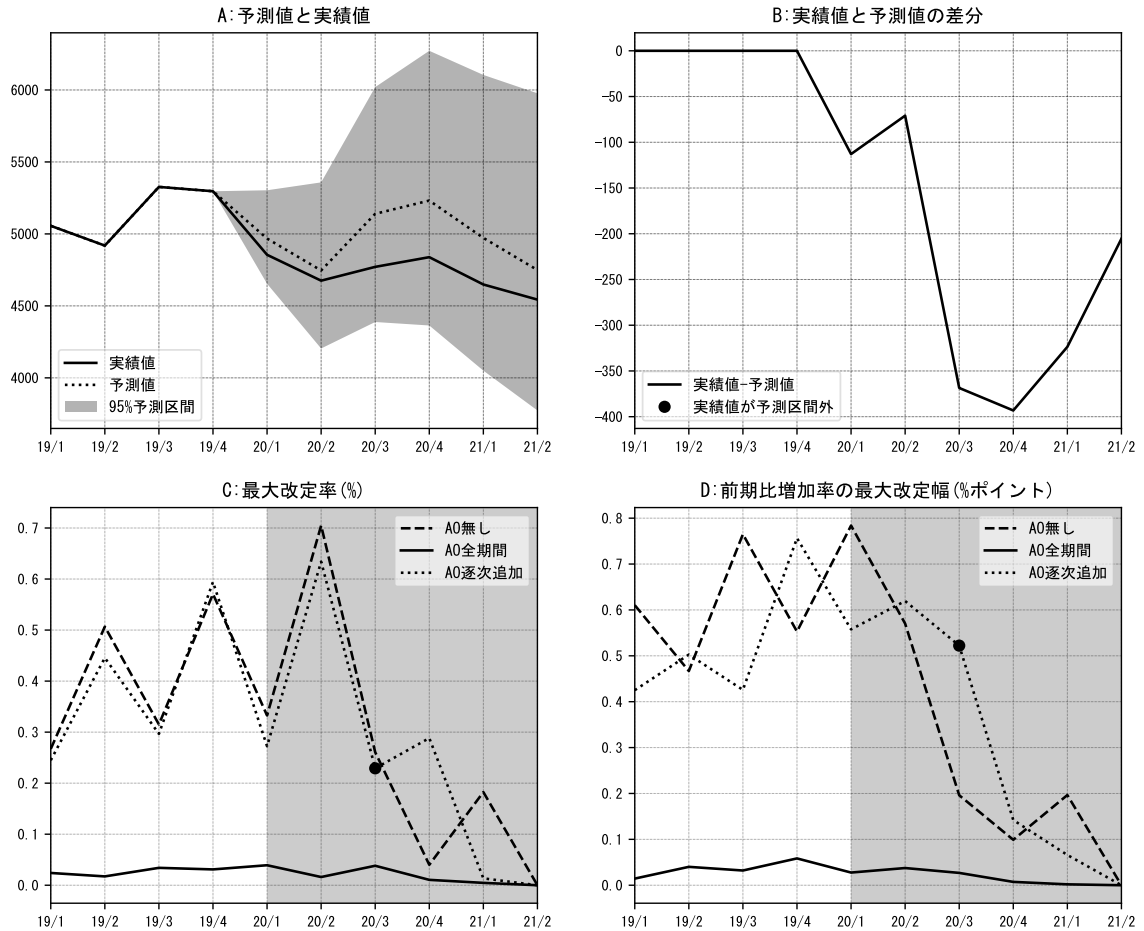 A:予測値と実績値
6000
5500
5000
4500
4000
実績値
予測値
95%予測区間
19/1 19/2 19/3 19/4 20/1 20/2 20/3 20/4 21/1 21/2
B:実績値と予測値の差分
0
−50
−100
−150
−200
−250
−300
−350
−400
実績値-予測値
実績値が予測区間外
19/1 19/2 19/3 19/4 20/1 20/2 20/3 20/4 21/1 21/2
C:最大改定率(%)
0.7
0.6
0.5
0.4
0.3
0.2
0.1
0.0
AO無し
AO全期間
AO逐次追加
19/1 19/2 19/3 19/4 20/1 20/2 20/3 20/4 21/1 21/2
D:前期比増加率の最大改定幅(%ポイント)
0.8
0.7
0.6
0.5
0.4
0.3
0.2
0.1
0.0
AO無し
AO全期間
AO逐次追加
19/1 19/2 19/3 19/4 20/1 20/2 20/3 20/4 21/1 21/2